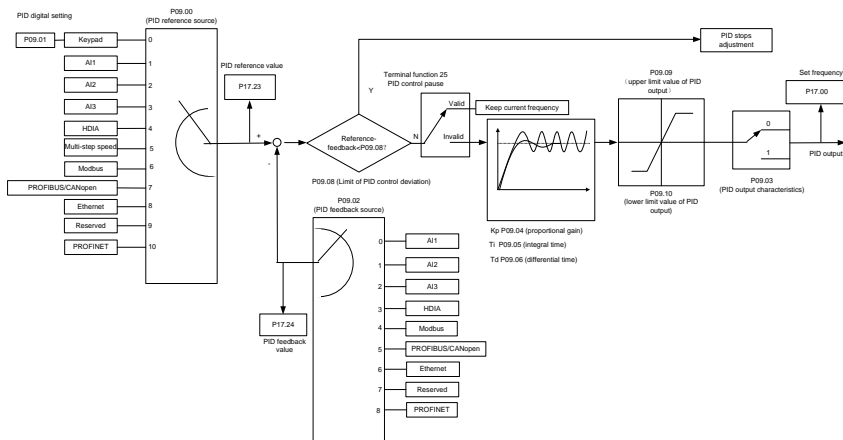 PID digital setting
P09.00
(PID reference source)
P09.01
Keypad
0
AI1
1
AI2
2
AI3
3
HDIA
4
Multi-step speed
5
Modbus
6
PROFIBUS/CANopen
7
Ethernet
8
Reserved
9
PROFINET
10
PID reference value
P17.23
+
-
Reference-
feedback<P09.08?
Y
N
P09.08 (Limit of PID control deviation)
PID stops
adjustment
Terminal function 25
PID control pause
Valid
Invalid
Keep current frequency
Kp P09.04 (proportional gain)
Ti P09.05 (integral time)
Td P09.06 (differential time)
P09.09
(upper limit value of PID
output)
P09.10
(lower limit value of PID
output)
0
1
P09.03
(PID output characteristics)
Set frequency
P17.00
PID output
P09.02
(PID feedback source)
P17.24
PID feedback
value
0
AI1
1
AI2
2
AI3
3
HDIA
4
Modbus
5
PROFIBUS/CANopen
6
Ethernet
7
Reserved
8
PROFINET